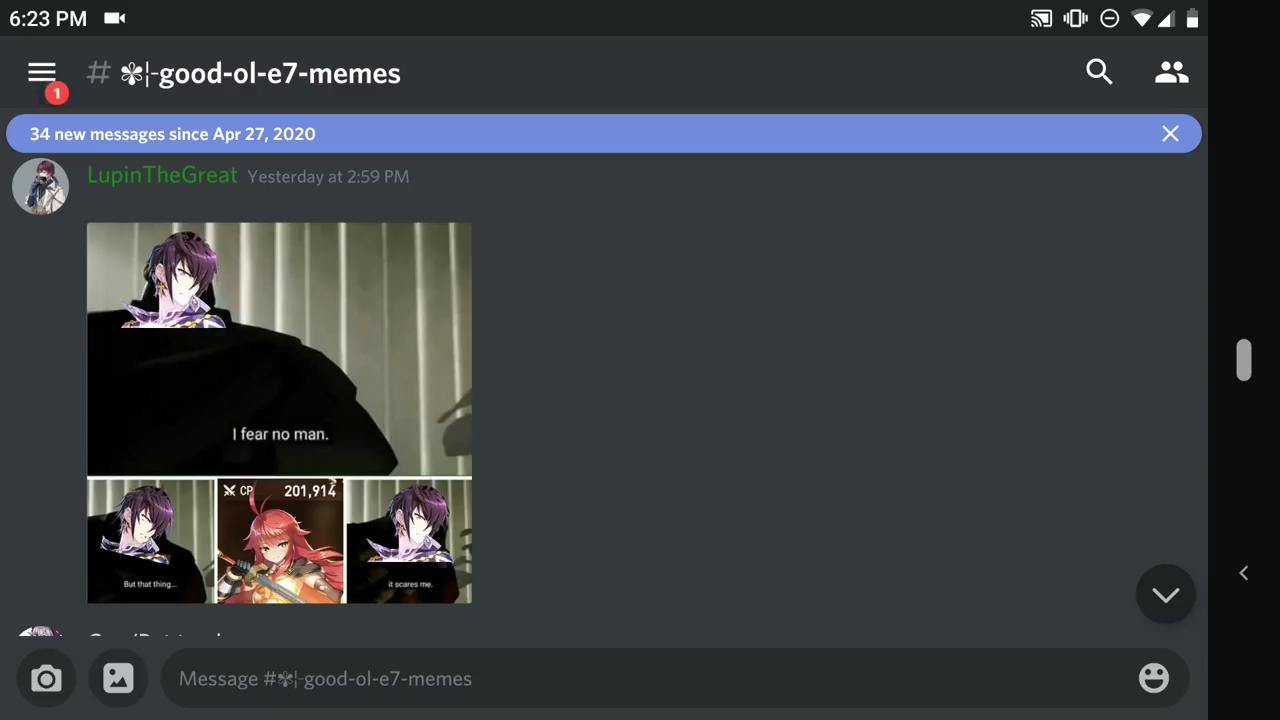 6:23 PM
# ✽¦-good-ol-e7-memes
1
34 new messages since Apr 27, 2020
LupinTheGreat Yesterday at 2:59 PM
I fear no man.
CP 201,914
But that thing...
it scares me.
Message #✽¦-good-ol-e7-memes